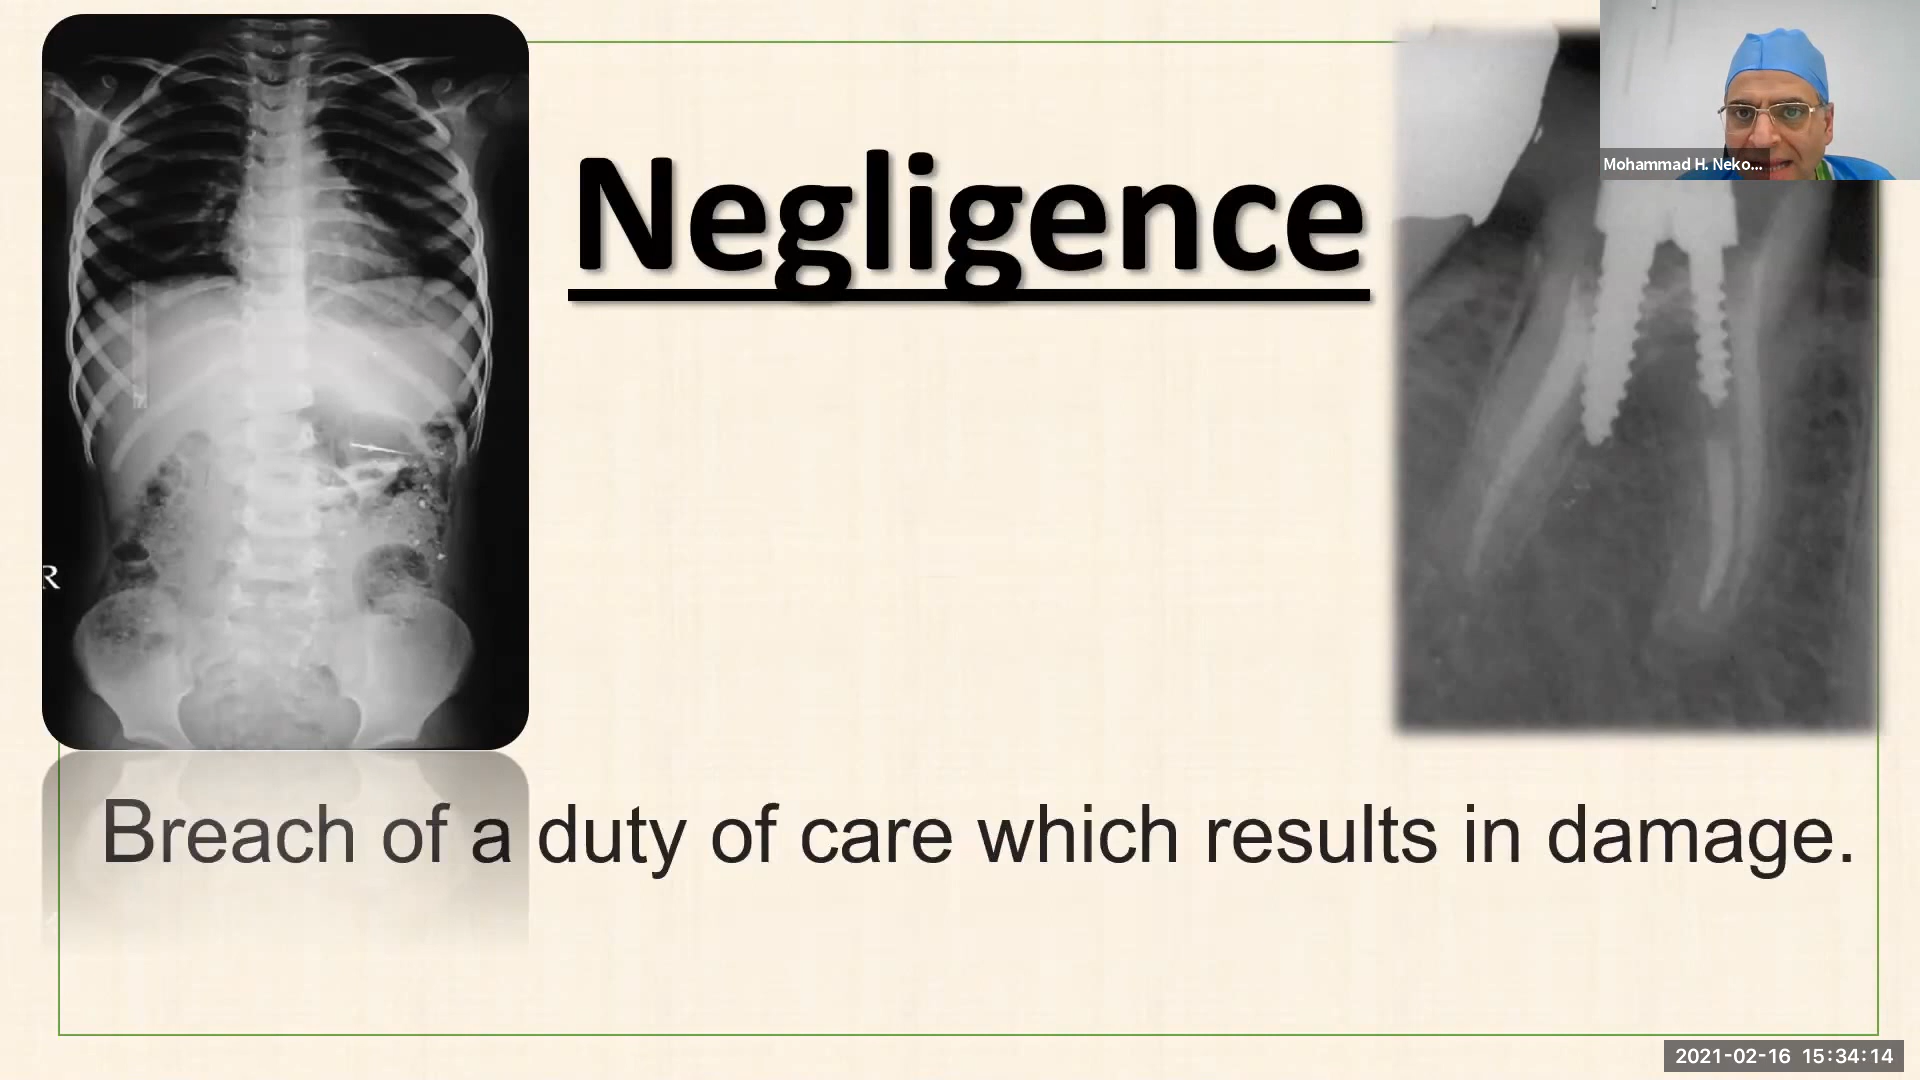 Negligence
Mohammad H. Neko...
R
Breach of a duty of care which results in damage.
2021-02-16 15:34:14